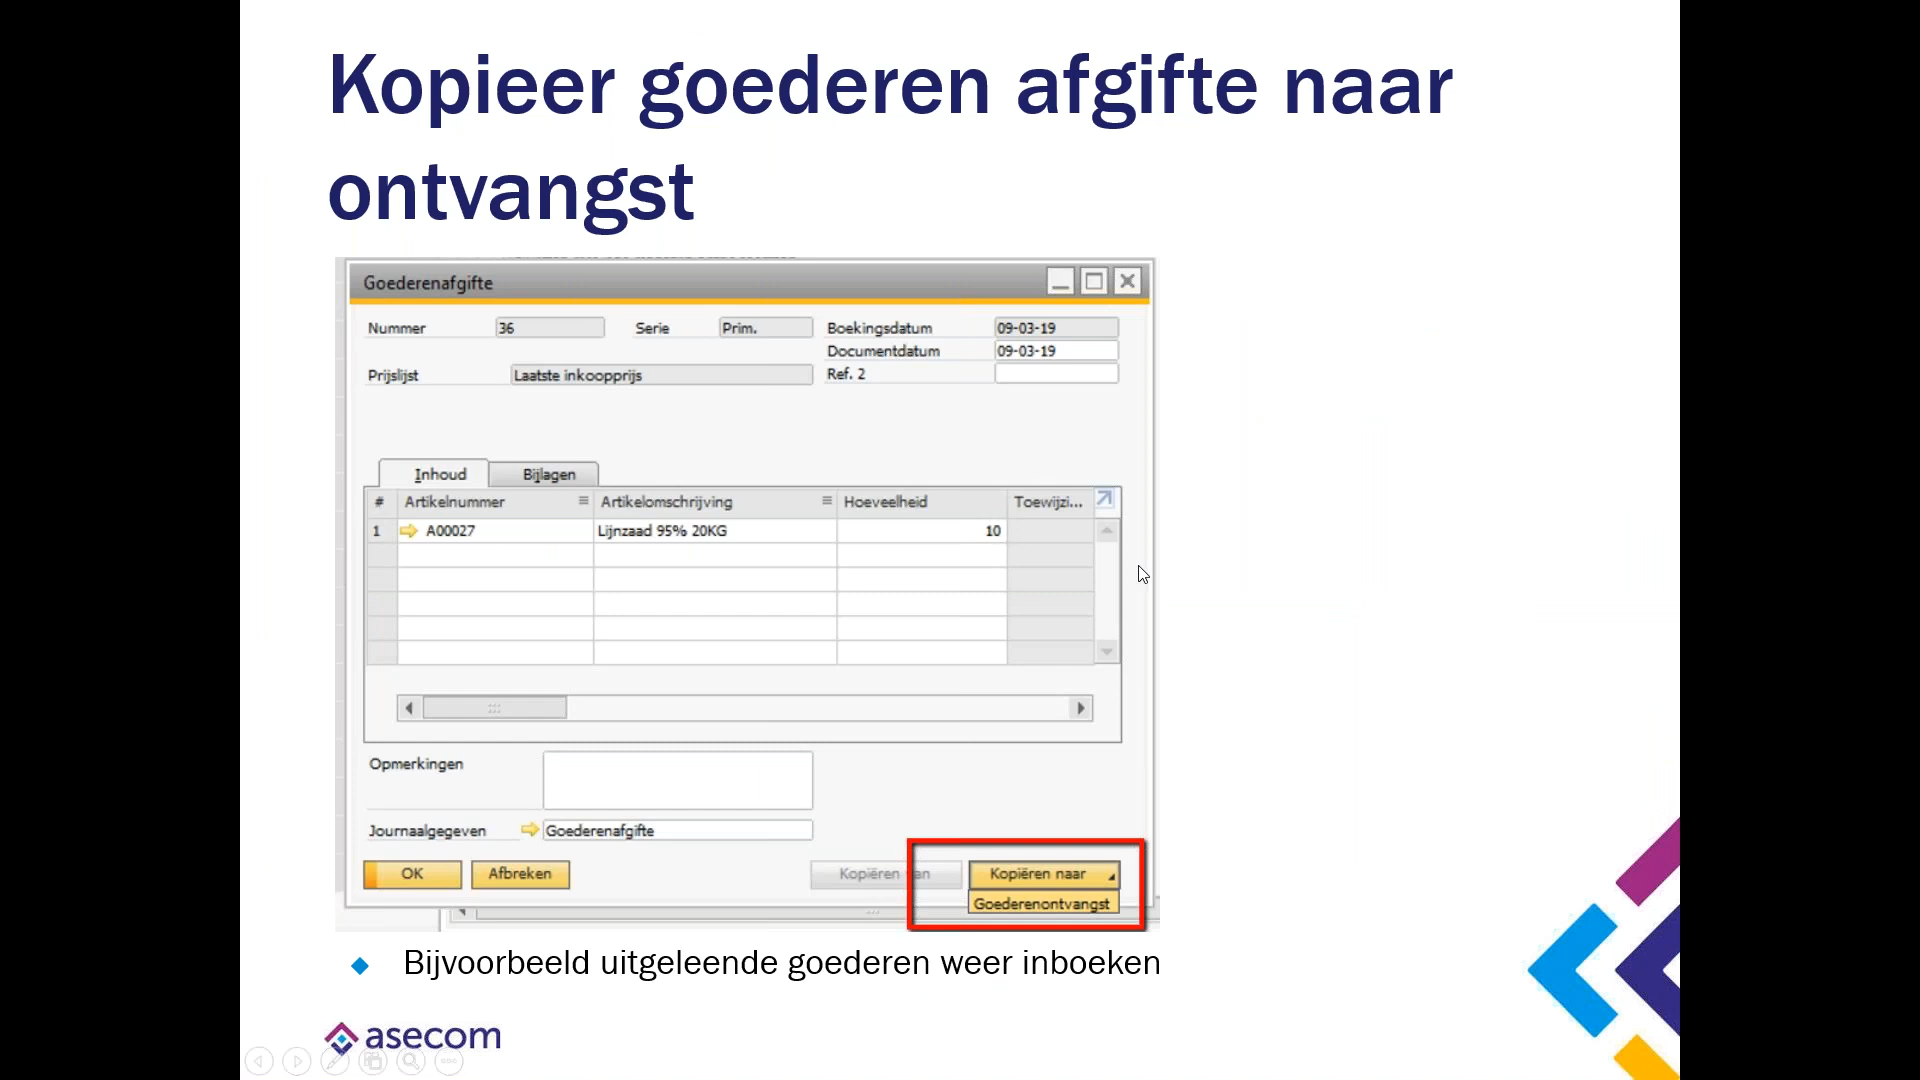 Kopieer goederen afgifte naar
ontvangst
Goederenafgifte
Nummer 36 Serie Prim. Boekingsdatum 09-03-19
Documentdatum 09-03-19
Prijslijst Laatste inkoopprijs Ref. 2
Inhoud Bijlagen
# Artikelnummer Artikelomschrijving Hoeveelheid Toewijzi...
1 A00027 Lijnzaad 95% 20KG 10
Opmerkingen
Journaalgegeven Goederenafgifte
OK Afbreken Kopiëren van Kopiëren naar
Goederenontvangst
Bijvoorbeeld uitgeleende goederen weer inboeken
asecom